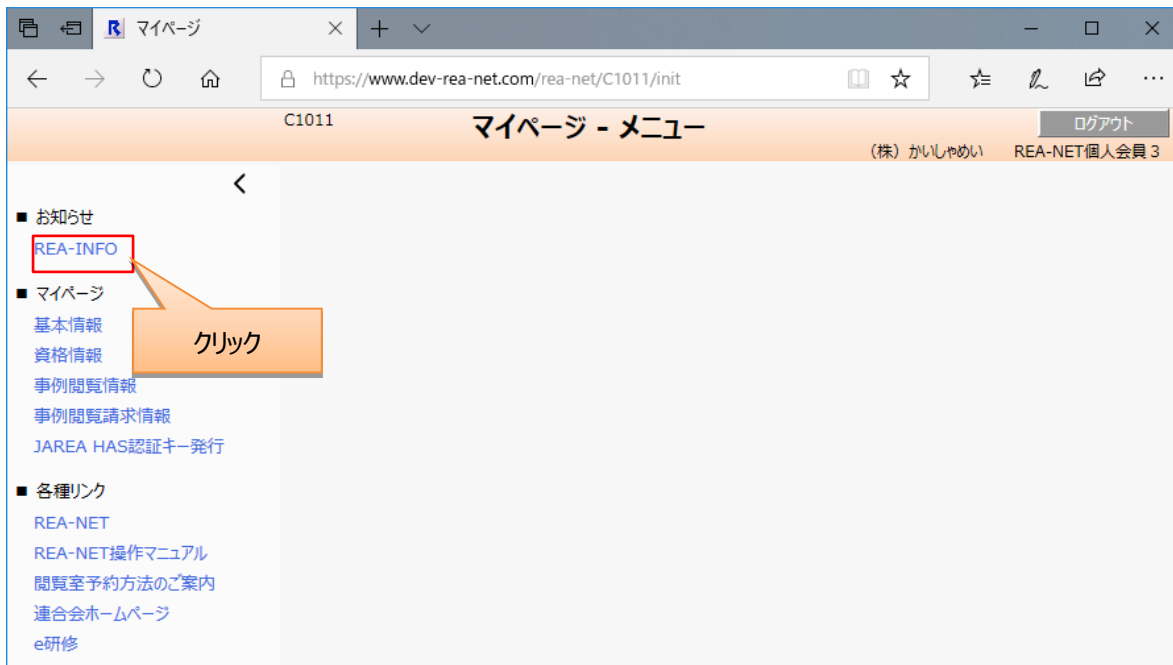 マイページ
https://www.dev-rea-net.com/rea-net/C1011/init
C1011 マイページ - メニュー ログアウト
（株）かいしゃめい REA-NET個人会員３
■ お知らせ
REA-INFO
■ マイページ
基本情報
クリック
資格情報
事例閲覧情報
事例閲覧請求情報
JAREA HAS認証キー発行
■ 各種リンク
REA-NET
REA-NET操作マニュアル
閲覧室予約方法のご案内
連合会ホームページ
e研修